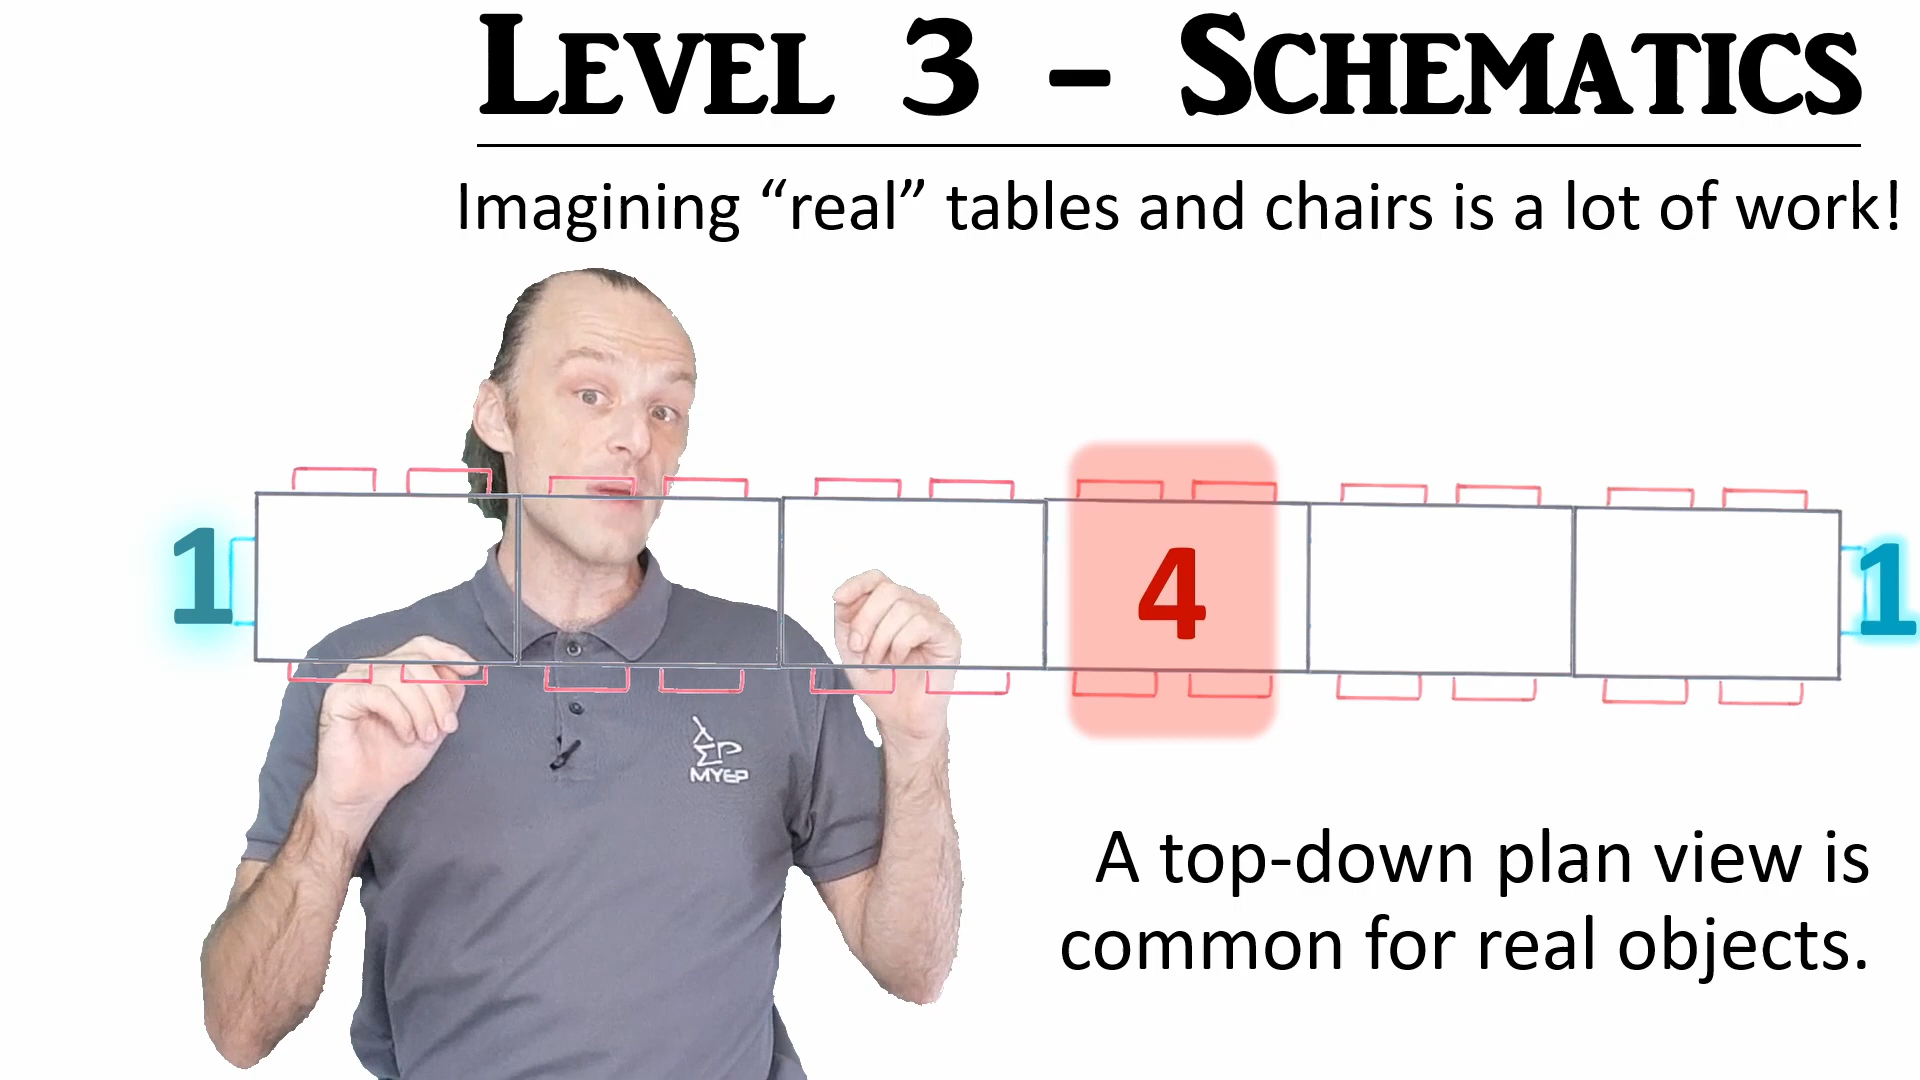 LEVEL 3 – SCHEMATICS
Imagining “real” tables and chairs is a lot of work!
1
4
1
MYEP
A top-down plan view is
common for real objects.